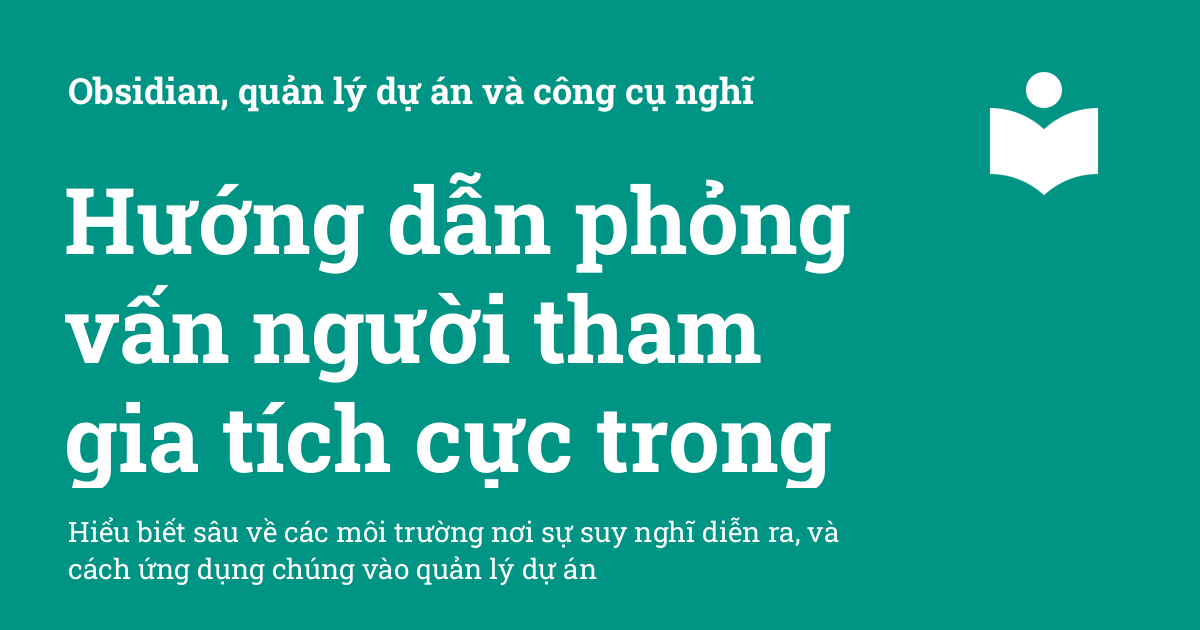 Obsidian, quản lý dự án và công cụ nghĩ
Hướng dẫn phỏng
vấn người tham
gia tích cực trong
Hiểu biết sâu về các môi trường nơi sự suy nghĩ diễn ra, và
cách ứng dụng chúng vào quản lý dự án